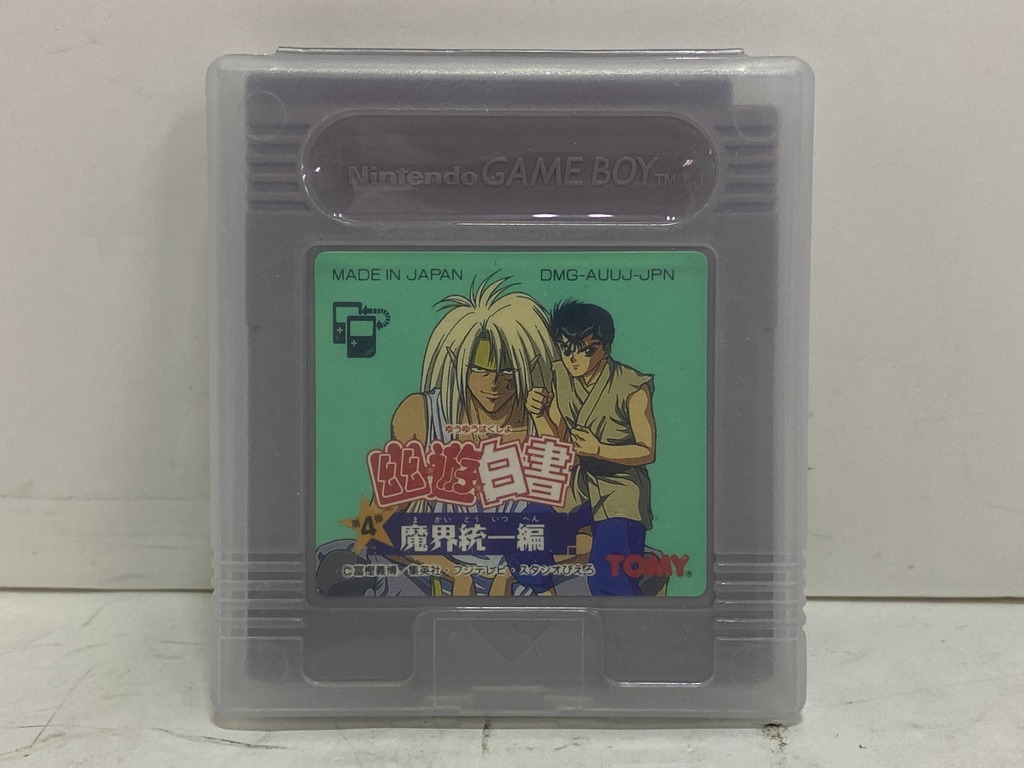 Nintendo GAME BOY TM
MADE IN JAPAN DMG-AUUJ-JPN
ゆうゆうはくしょ
幽遊白書
ま かい とう いつ へん
第4弾 魔界統一編
©冨樫義博/集英社・フジテレビ・スタジオぴえろ TOMY®